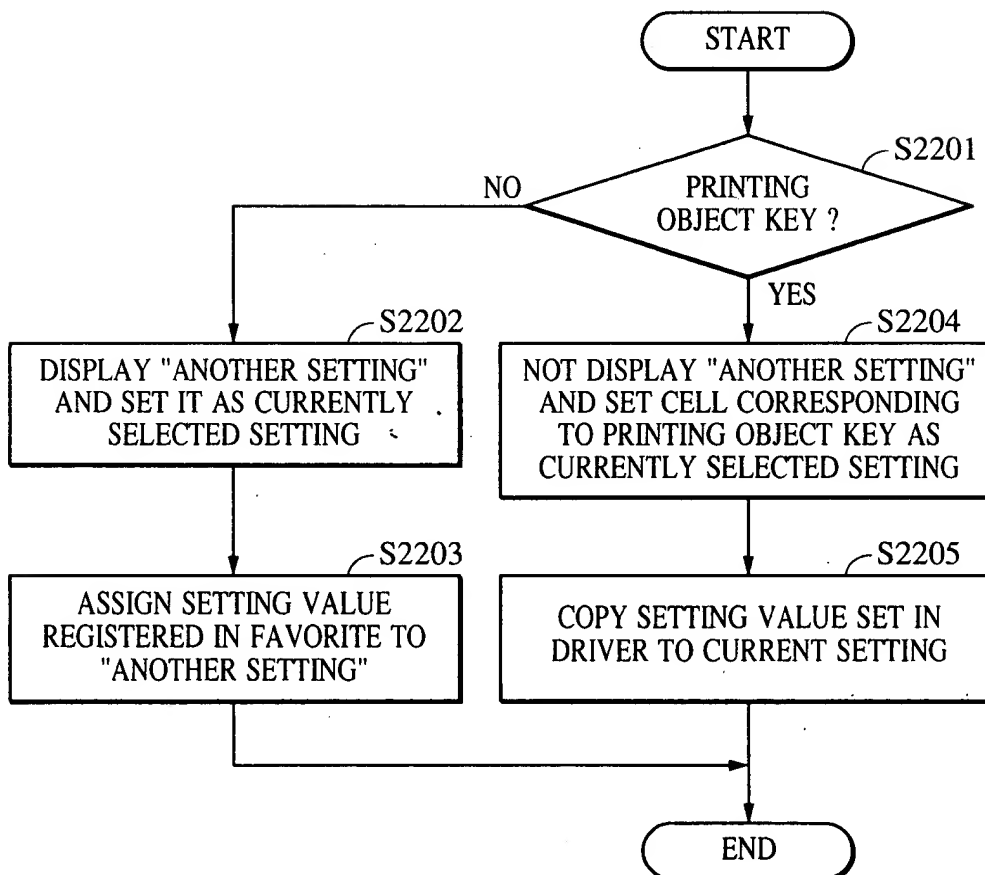 START
S2201
PRINTING
OBJECT KEY ?
NO
YES
S2202
DISPLAY "ANOTHER SETTING"
AND SET IT AS CURRENTLY
SELECTED SETTING
S2204
NOT DISPLAY "ANOTHER SETTING"
AND SET CELL CORRESPONDING
TO PRINTING OBJECT KEY AS
CURRENTLY SELECTED SETTING
S2203
ASSIGN SETTING VALUE
REGISTERED IN FAVORITE TO
"ANOTHER SETTING"
S2205
COPY SETTING VALUE SET IN
DRIVER TO CURRENT SETTING
END